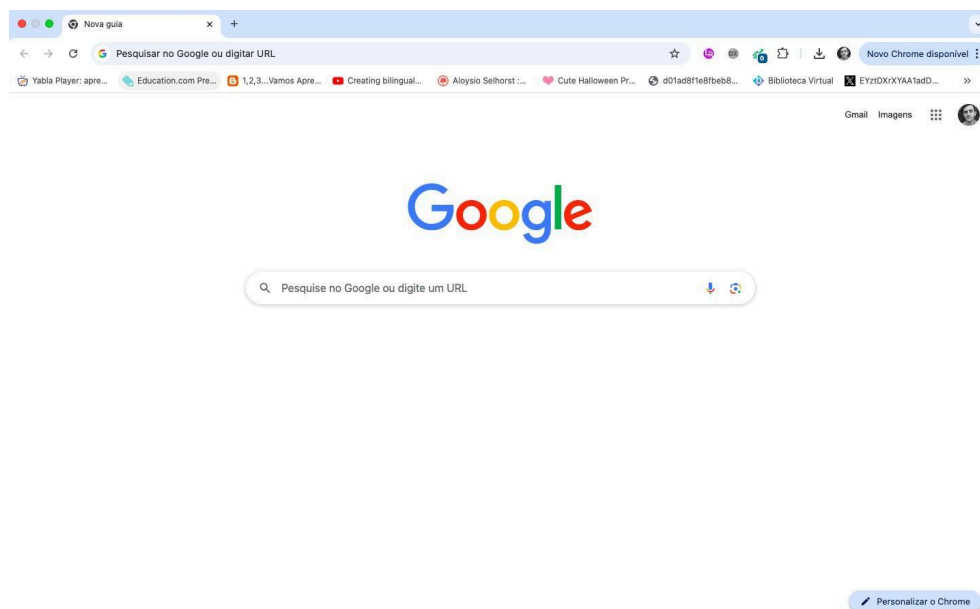 Nova guia
Pesquisar no Google ou digitar URL
Novo Chrome disponível
Yabla Player: apre... Education.com Pre... 1,2,3...Vamos Apre... Creating bilingual... Aloysio Selhorst :... Cute Halloween Pr... d01ad8f1e8fbeb8... Biblioteca Virtual EYztDXrXYAA1adD... »
Gmail Imagens
Google
Pesquise no Google ou digite um URL
Personalizar o Chrome